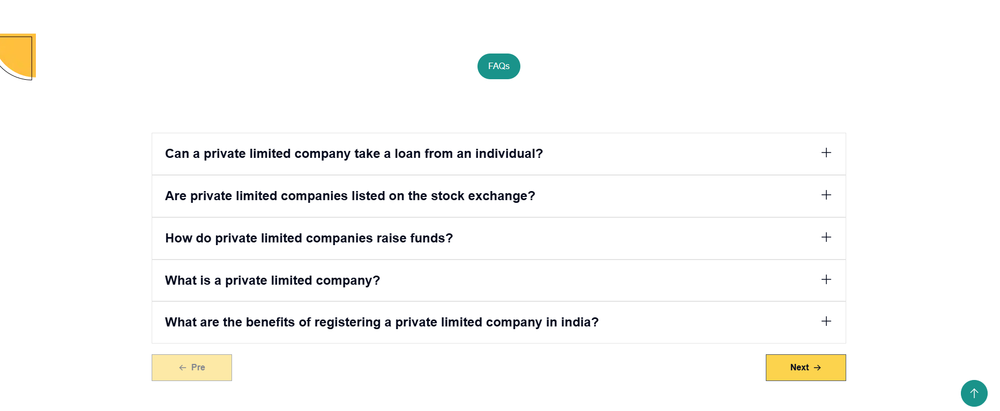 FAQs
Can a private limited company take a loan from an individual?
Are private limited companies listed on the stock exchange?
How do private limited companies raise funds?
What is a private limited company?
What are the benefits of registering a private limited company in india?
Pre
Next